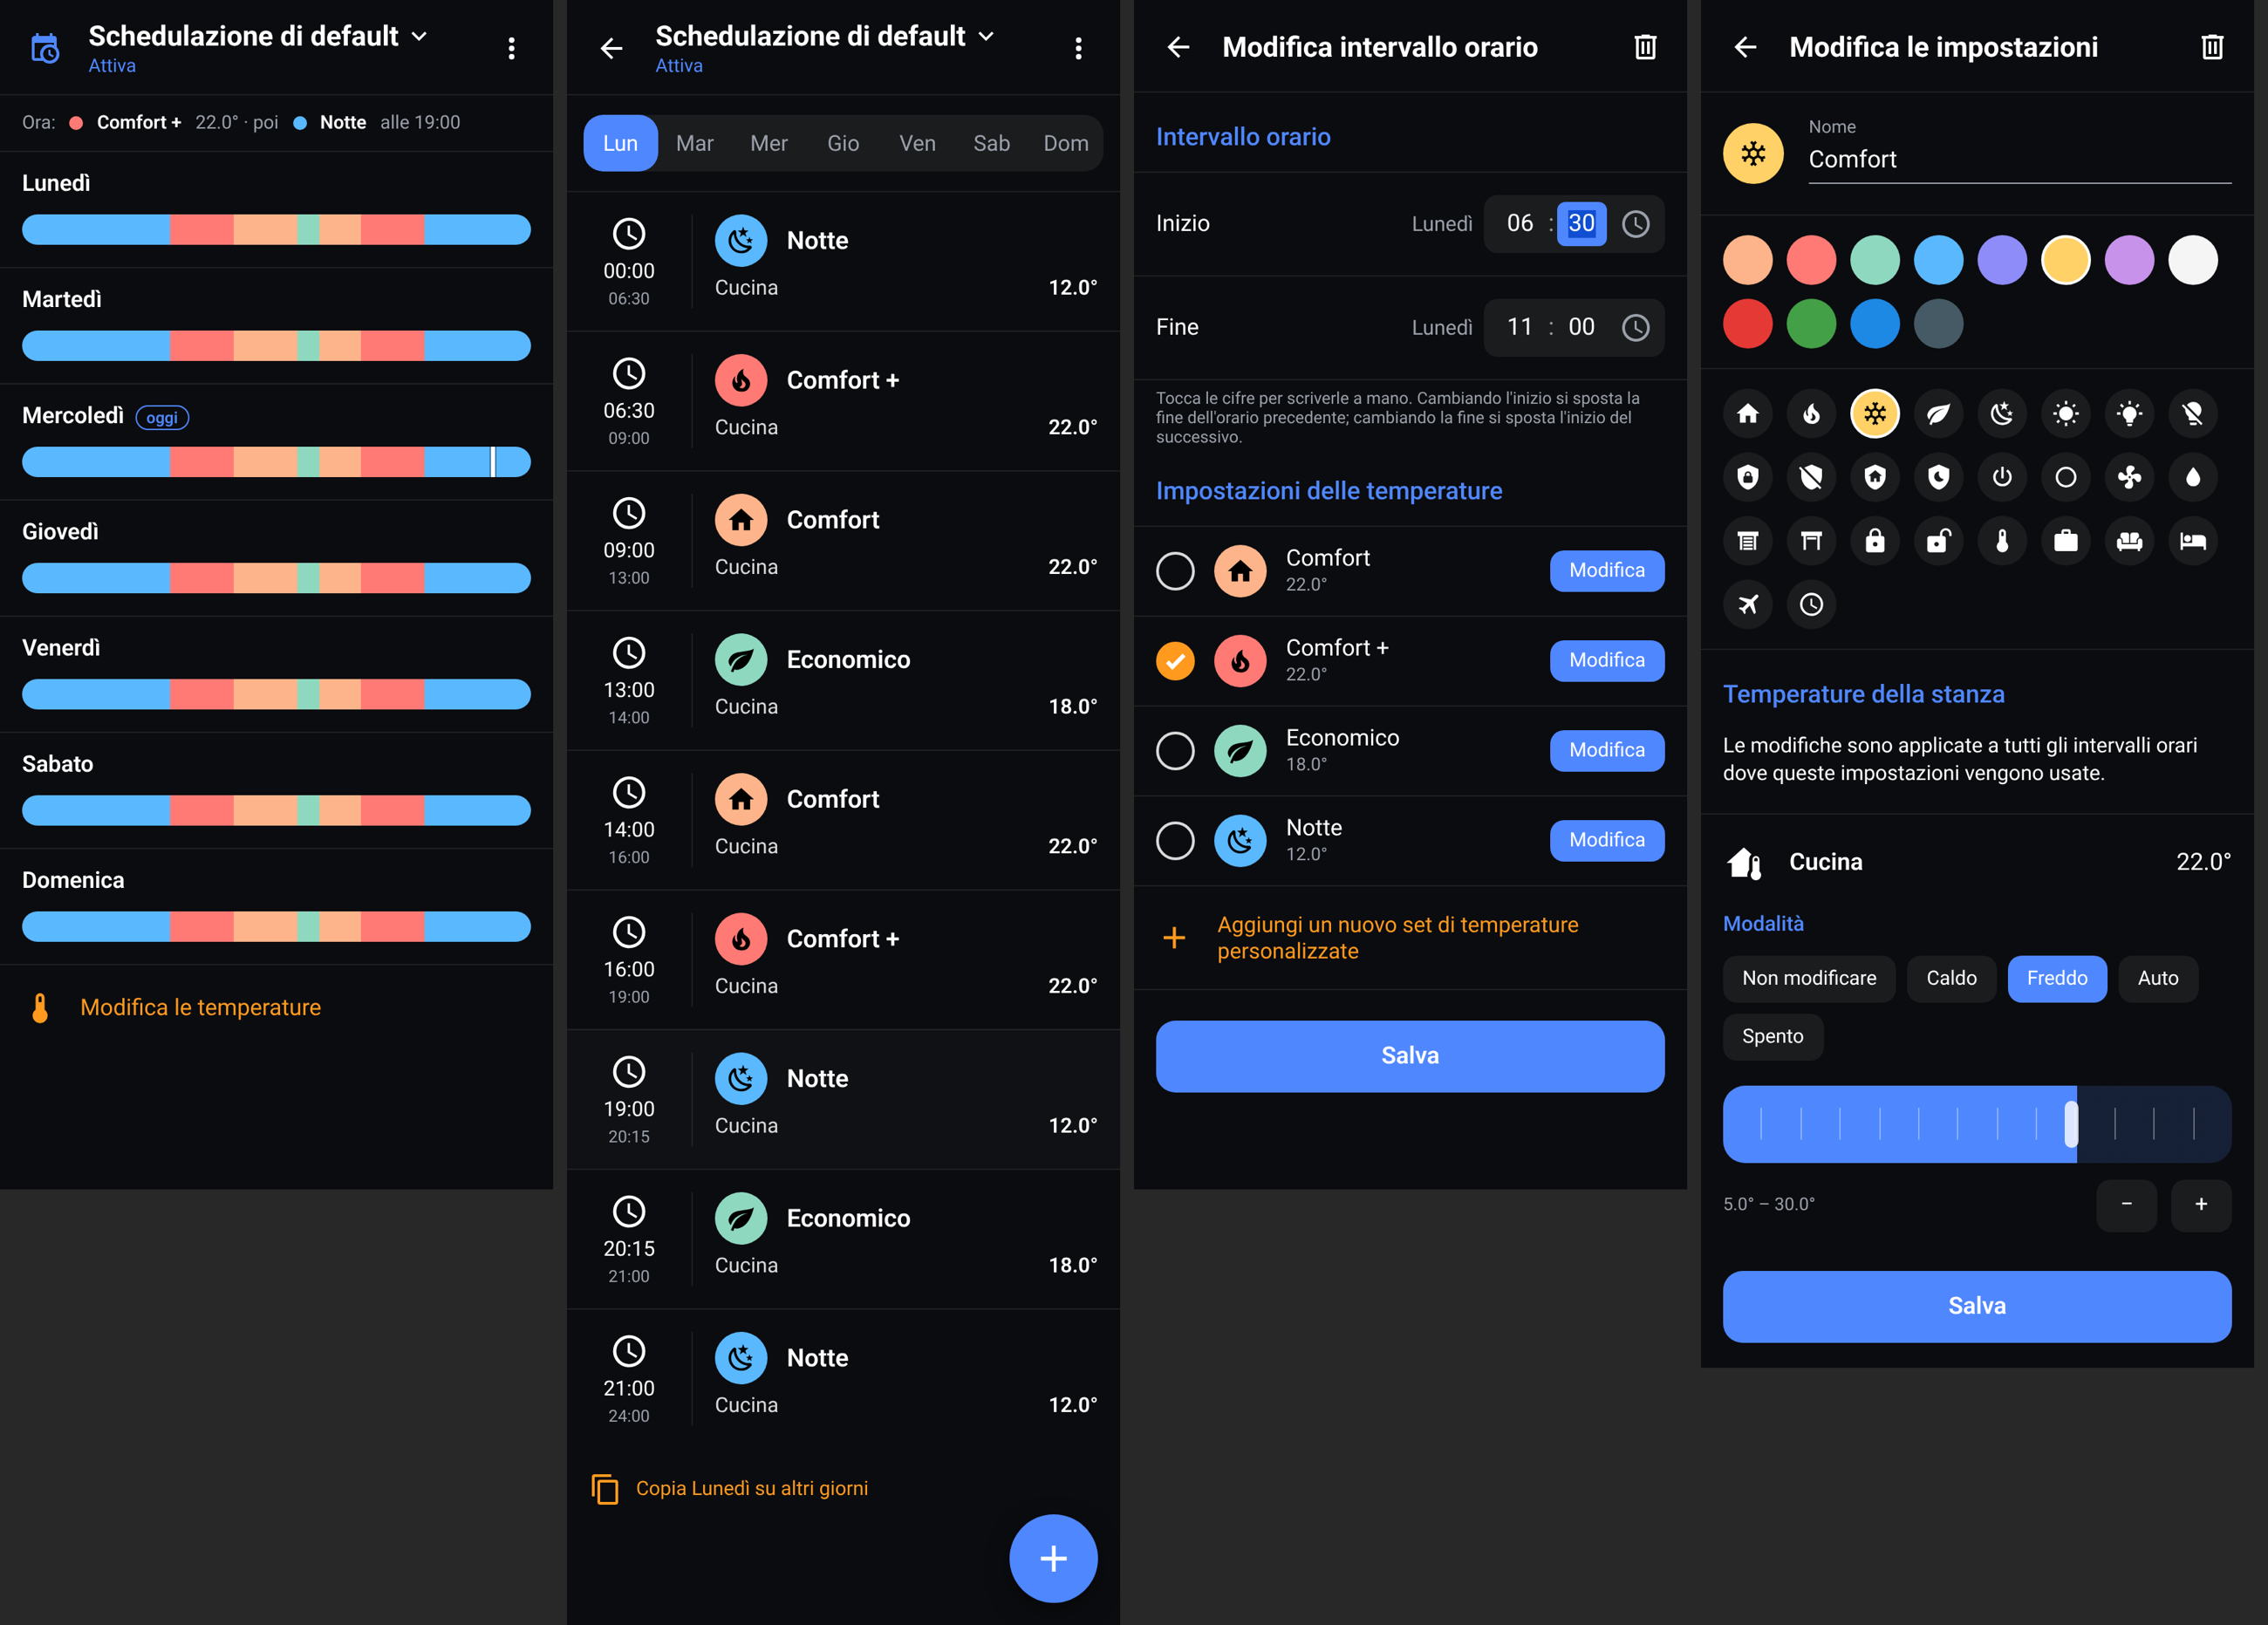 Schedulazione di default
Attiva
Ora: Comfort + 22.0° · poi Notte alle 19:00
Lunedì
Martedì
Mercoledì oggi
Giovedì
Venerdì
Sabato
Domenica
Modifica le temperature
Schedulazione di default
Attiva
Lun Mar Mer Gio Ven Sab Dom
00:00
06:30
Notte
Cucina 12.0°
06:30
09:00
Comfort +
Cucina 22.0°
09:00
13:00
Comfort
Cucina 22.0°
13:00
14:00
Economico
Cucina 18.0°
14:00
16:00
Comfort
Cucina 22.0°
16:00
19:00
Comfort +
Cucina 22.0°
19:00
20:15
Notte
Cucina 12.0°
20:15
21:00
Economico
Cucina 18.0°
21:00
24:00
Notte
Cucina 12.0°
Copia Lunedì su altri giorni
+
Modifica intervallo orario
Intervallo orario
Inizio Lunedì 06 : 30
Fine Lunedì 11 : 00
Tocca le cifre per scriverle a mano. Cambiando l'inizio si sposta la
fine dell'orario precedente; cambiando la fine si sposta l'inizio del
successivo.
Impostazioni delle temperature
Comfort
22.0°
Modifica
Comfort +
22.0°
Modifica
Economico
18.0°
Modifica
Notte
12.0°
Modifica
+ Aggiungi un nuovo set di temperature
personalizzate
Salva
Modifica le impostazioni
Nome
Comfort
Temperature della stanza
Le modifiche sono applicate a tutti gli intervalli orari
dove queste impostazioni vengono usate.
Cucina 22.0°
Modalità
Non modificare Caldo Freddo Auto
Spento
5.0° – 30.0° − +
Salva